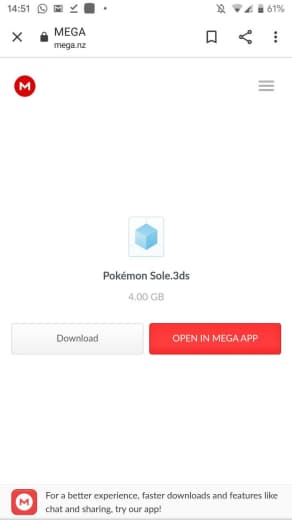 14:51 61%
MEGA
mega.nz
M
Pokémon Sole.3ds
4.00 GB
Download OPEN IN MEGA APP
M
For a better experience, faster downloads and features like
chat and sharing, try our app!